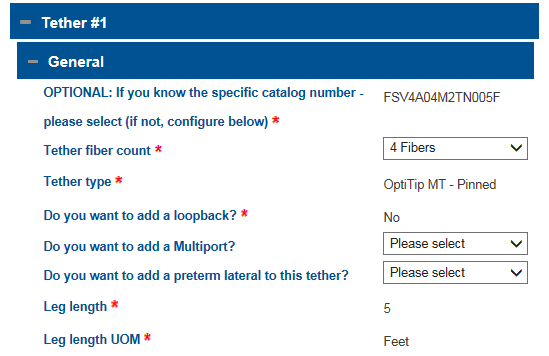 Tether #1
General
OPTIONAL: If you know the specific catalog number - please select (if not, configure below) * FSV4A04M2TN005F
Tether fiber count * 4 Fibers
Tether type * OptiTip MT - Pinned
Do you want to add a loopback? * No
Do you want to add a Multiport? Please select
Do you want to add a preterm lateral to this tether? Please select
Leg length * 5
Leg length UOM * Feet